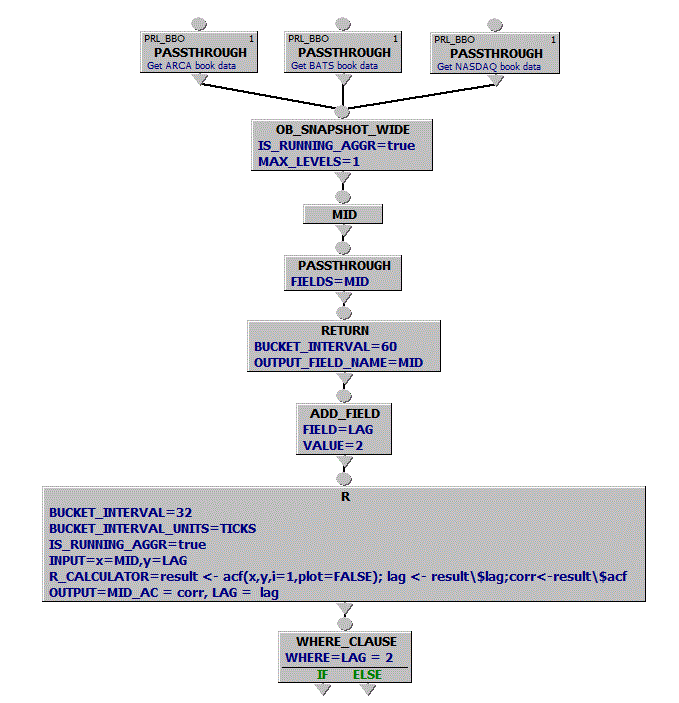 PRL_BBO 1
PASSTHROUGH
Get ARCA book data
PRL_BBO 1
PASSTHROUGH
Get BATS book data
PRL_BBO 1
PASSTHROUGH
Get NASDAQ book data
OB_SNAPSHOT_WIDE
IS_RUNNING_AGGR=true
MAX_LEVELS=1
MID
PASSTHROUGH
FIELDS=MID
RETURN
BUCKET_INTERVAL=60
OUTPUT_FIELD_NAME=MID
ADD_FIELD
FIELD=LAG
VALUE=2
R
BUCKET_INTERVAL=32
BUCKET_INTERVAL_UNITS=TICKS
IS_RUNNING_AGGR=true
INPUT=x=MID,y=LAG
R_CALCULATOR=result <- acf(x,y,i=1,plot=FALSE); lag <- result\$lag;corr<-result\$acf
OUTPUT=MID_AC = corr, LAG = lag
WHERE_CLAUSE
WHERE=LAG = 2
IF ELSE